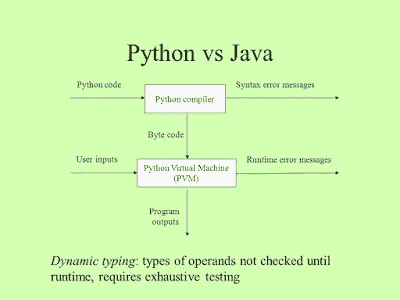 Python vs Java
Python code
Syntax error messages
Python compiler
Byte code
User inputs
Runtime error messages
Python Virtual Machine
(PVM)
Program
outputs
Dynamic typing: types of operands not checked until
runtime, requires exhaustive testing